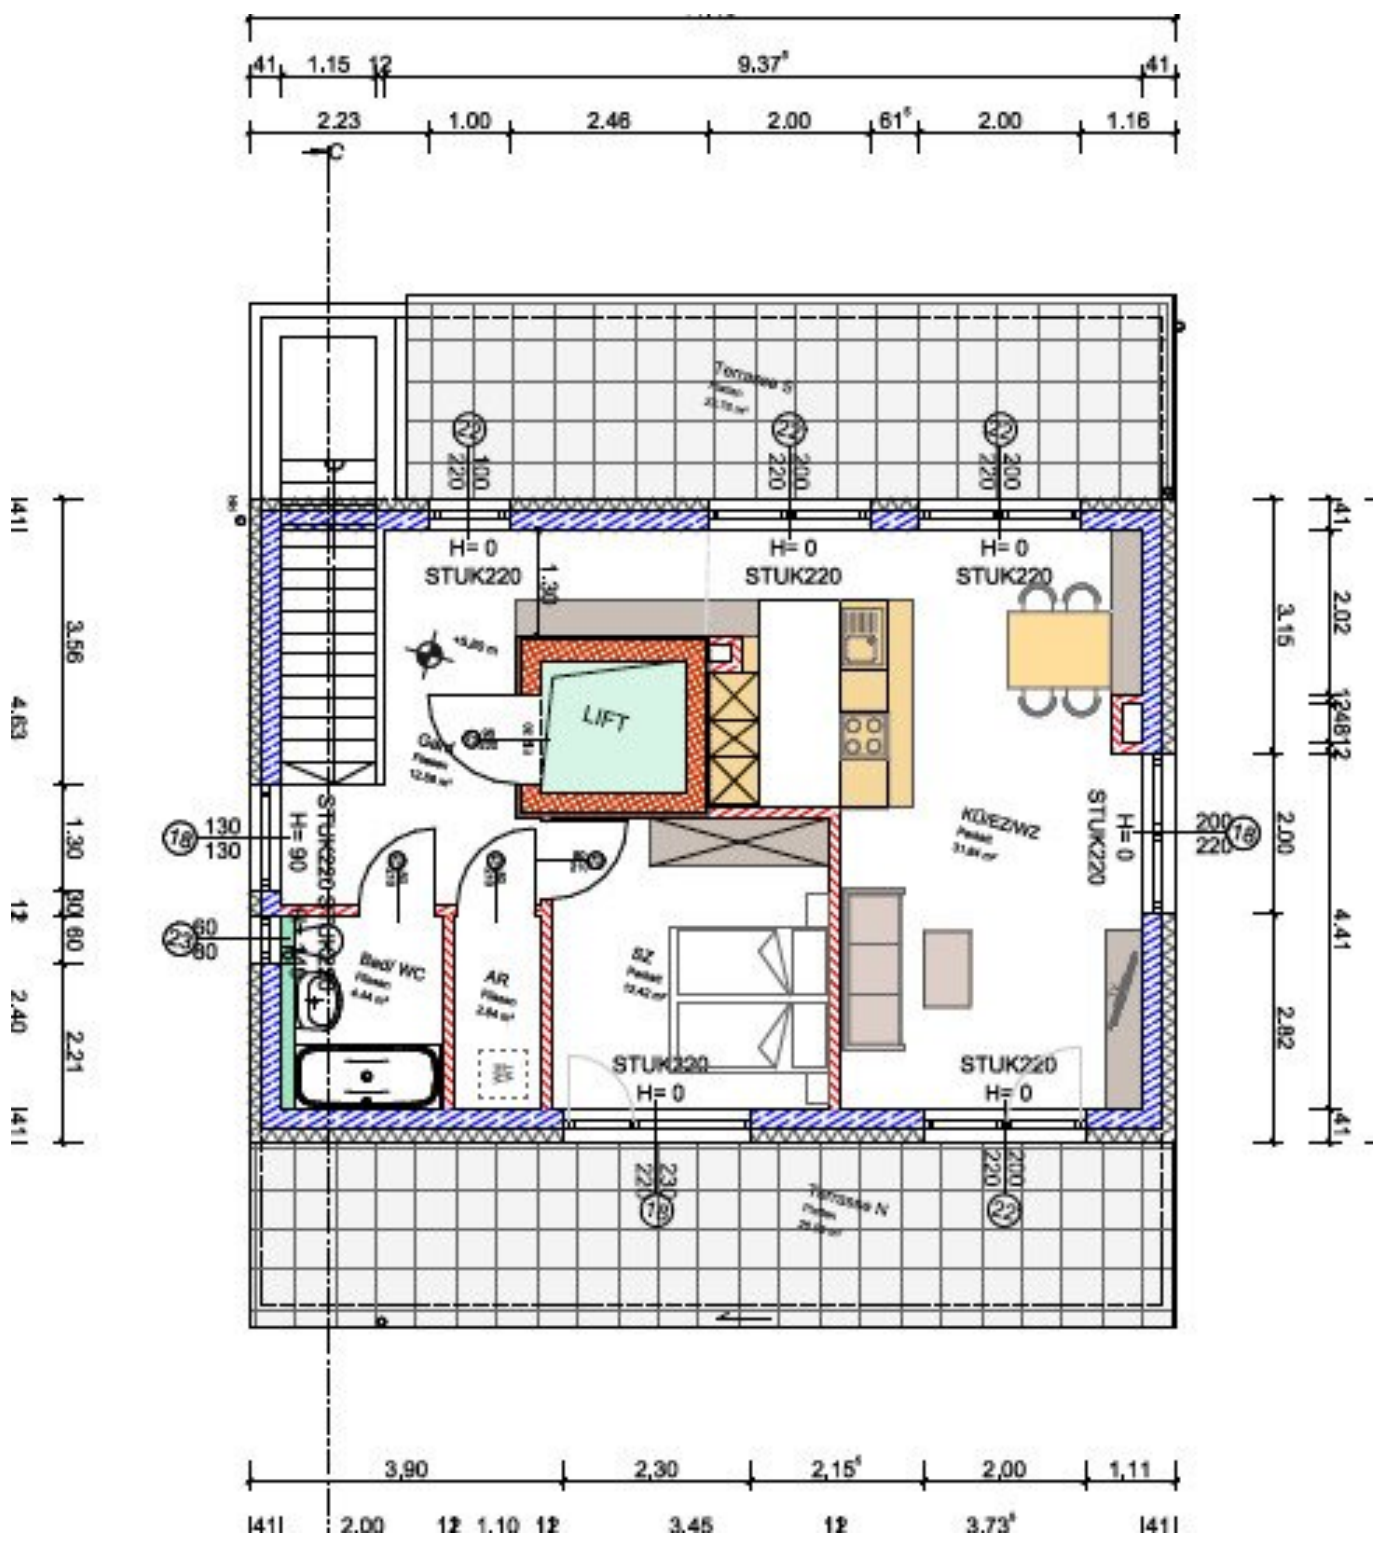 41 1.15 12 9.37⁵ 41
2.23 1.00 2.46 2.00 61⁵ 2.00 1.16
C
Terrasse S
Platten
22 22 22
100 220
200 220
200 220
H= 0
STUK220
H= 0
STUK220
H= 0
STUK220
1.30
LIFT
Fliesen
KÜ/EZ/WZ
Parkett
H= 90
STUK220
18 130
130
23 60
H= 0
STUK220
200
220 18
Bad/ WC
Fliesen
AR
Fliesen
SZ
Parkett
STUK220
H= 0
STUK220
H= 0
230
18
200
220
22
Terrasse N
Platten
41 3.56 4.63 1.30 12 30 60 2.40 2.21 41
3.15 2.00 2.82
41 2.02 12 48 12 4.41 41
3,90 2,30 2,15⁵ 2,00 1,11
41 2.00 12 1.10 12 3.45 12 3.73⁵ 41